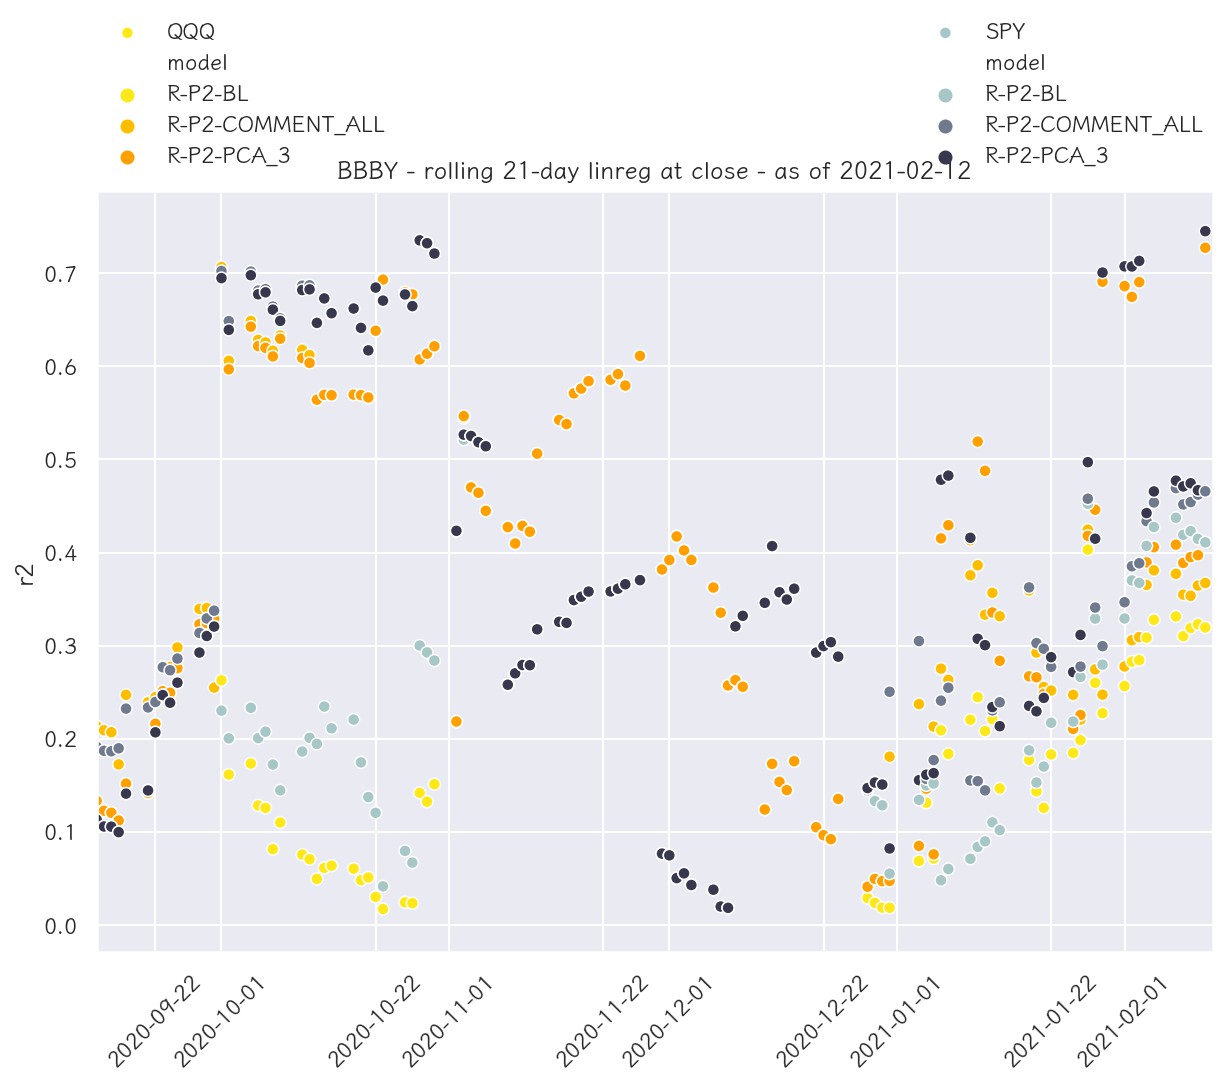 QQQ
model
R-P2-BL
R-P2-COMMENT_ALL
R-P2-PCA_3
SPY
model
R-P2-BL
R-P2-COMMENT_ALL
R-P2-PCA_3
BBBY - rolling 21-day linreg at close - as of 2021-02-12
0.7
0.6
0.5
0.4
0.3
0.2
0.1
0.0
r2
2020-09-22
2020-10-01
2020-10-22
2020-11-01
2020-11-22
2020-12-01
2020-12-22
2021-01-01
2021-01-22
2021-02-01